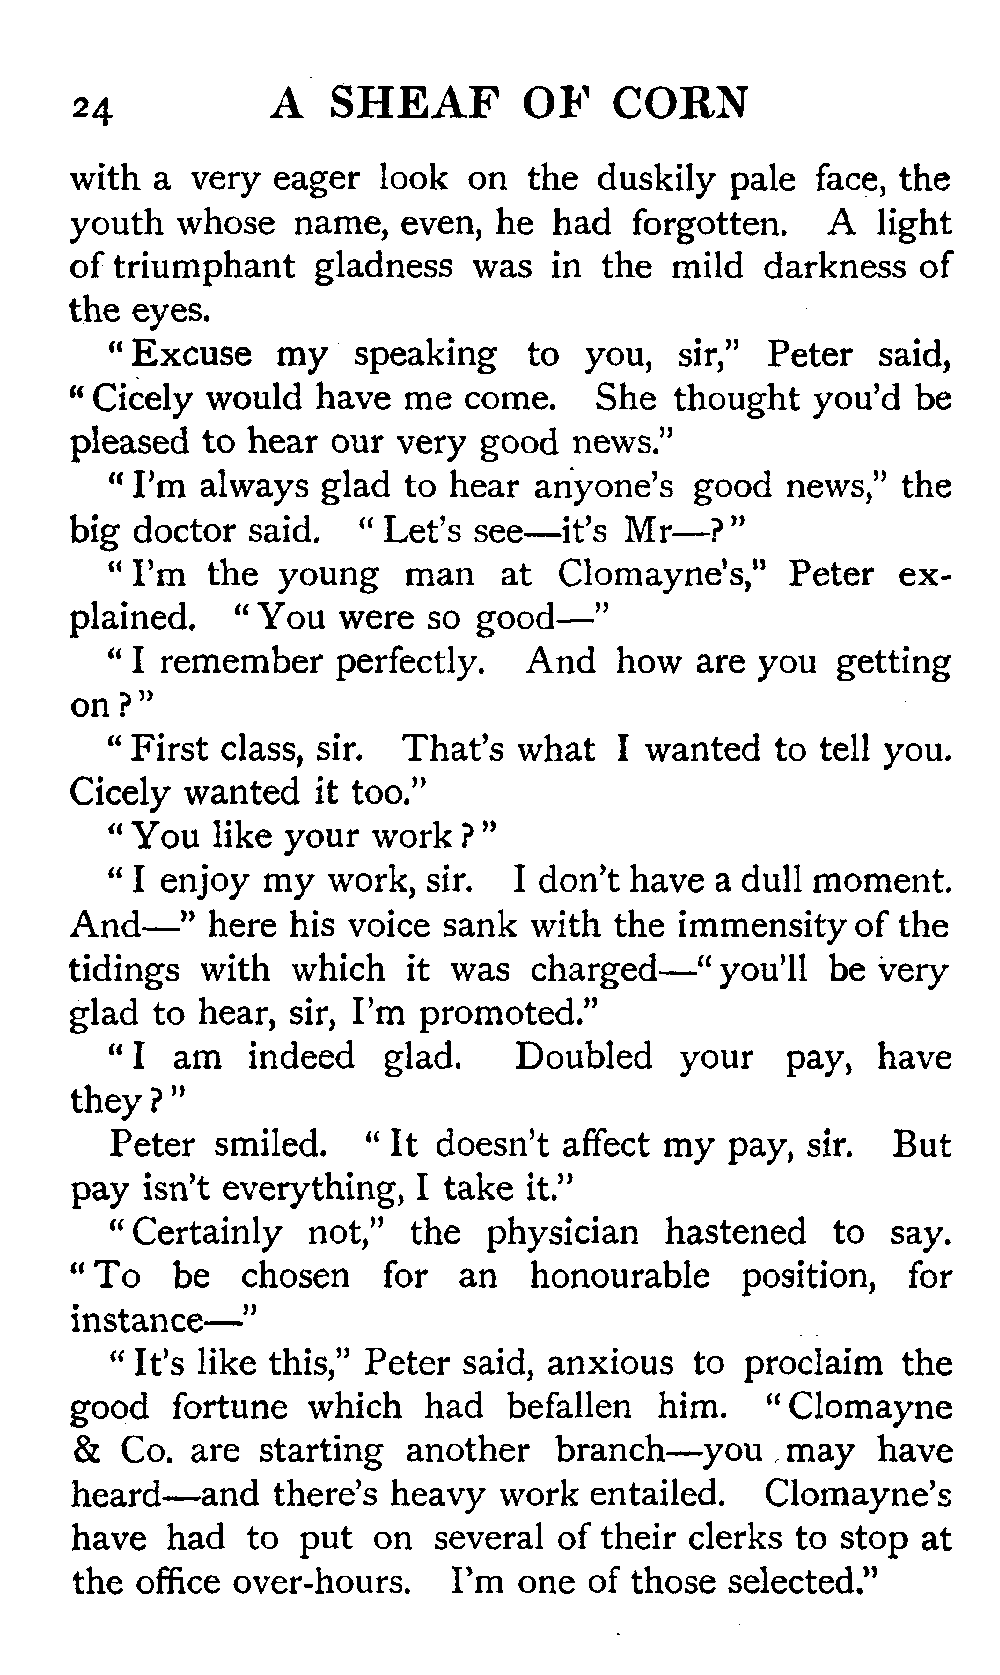 24 A SHEAF OF CORN
with a very eager look on the duskily pale face, the
youth whose name, even, he had forgotten. A light
of triumphant gladness was in the mild darkness of
the eyes.
"Excuse my speaking to you, sir," Peter said,
"Cicely would have me come. She thought you'd be
pleased to hear our very good news."
"I'm always glad to hear anyone's good news," the
big doctor said. "Let's see—it's Mr—?"
"I'm the young man at Clomayne's," Peter ex-
plained. "You were so good—"
"I remember perfectly. And how are you getting
on?"
"First class, sir. That's what I wanted to tell you.
Cicely wanted it too."
"You like your work?"
"I enjoy my work, sir. I don't have a dull moment.
And—" here his voice sank with the immensity of the
tidings with which it was charged—"you'll be very
glad to hear, sir, I'm promoted."
"I am indeed glad. Doubled your pay, have
they?"
Peter smiled. "It doesn't affect my pay, sir. But
pay isn't everything, I take it."
"Certainly not," the physician hastened to say.
"To be chosen for an honourable position, for
instance—"
"It's like this," Peter said, anxious to proclaim the
good fortune which had befallen him. "Clomayne
& Co. are starting another branch—you may have
heard—and there's heavy work entailed. Clomayne's
have had to put on several of their clerks to stop at
the office over-hours. I'm one of those selected."